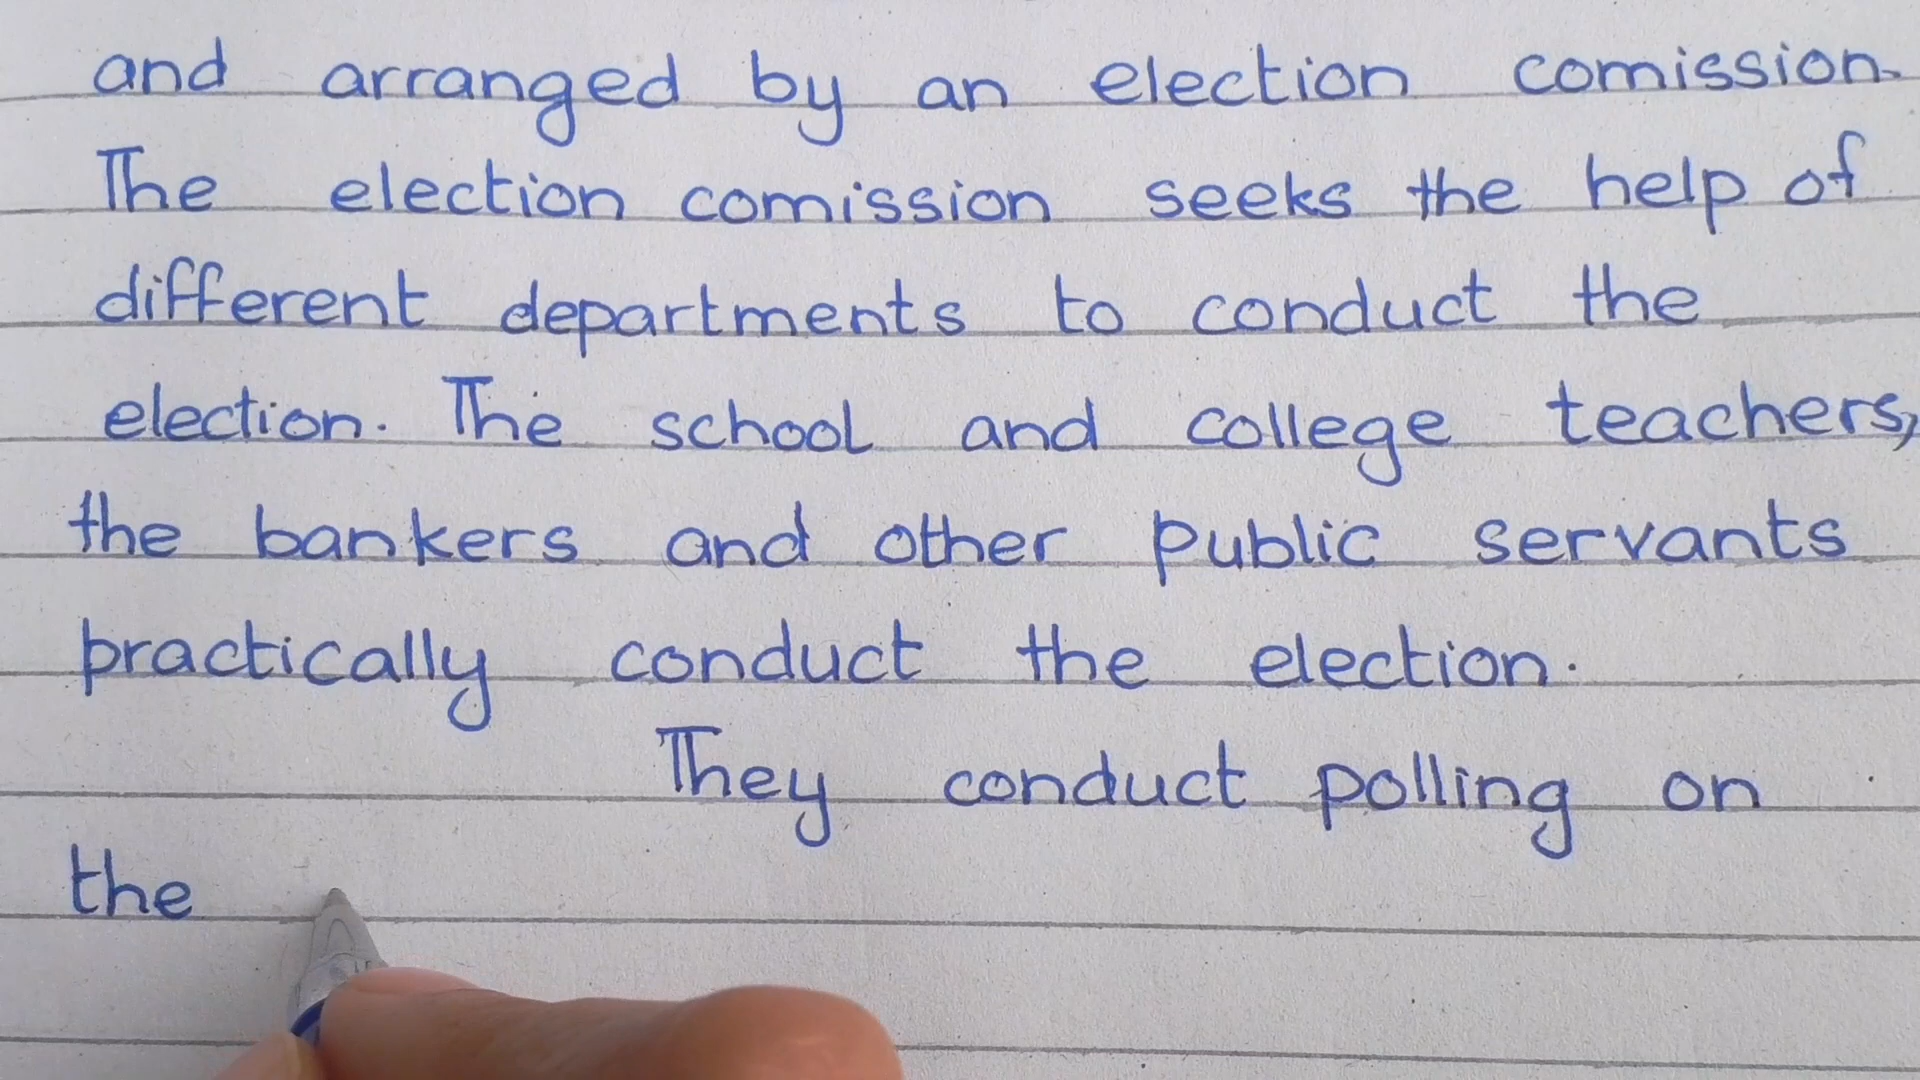 and arranged by an election comission.
The election comission seeks the help of
different departments to conduct the
election. The school and college teachers,
the bankers and other public servants
practically conduct the election.
They conduct polling on
the